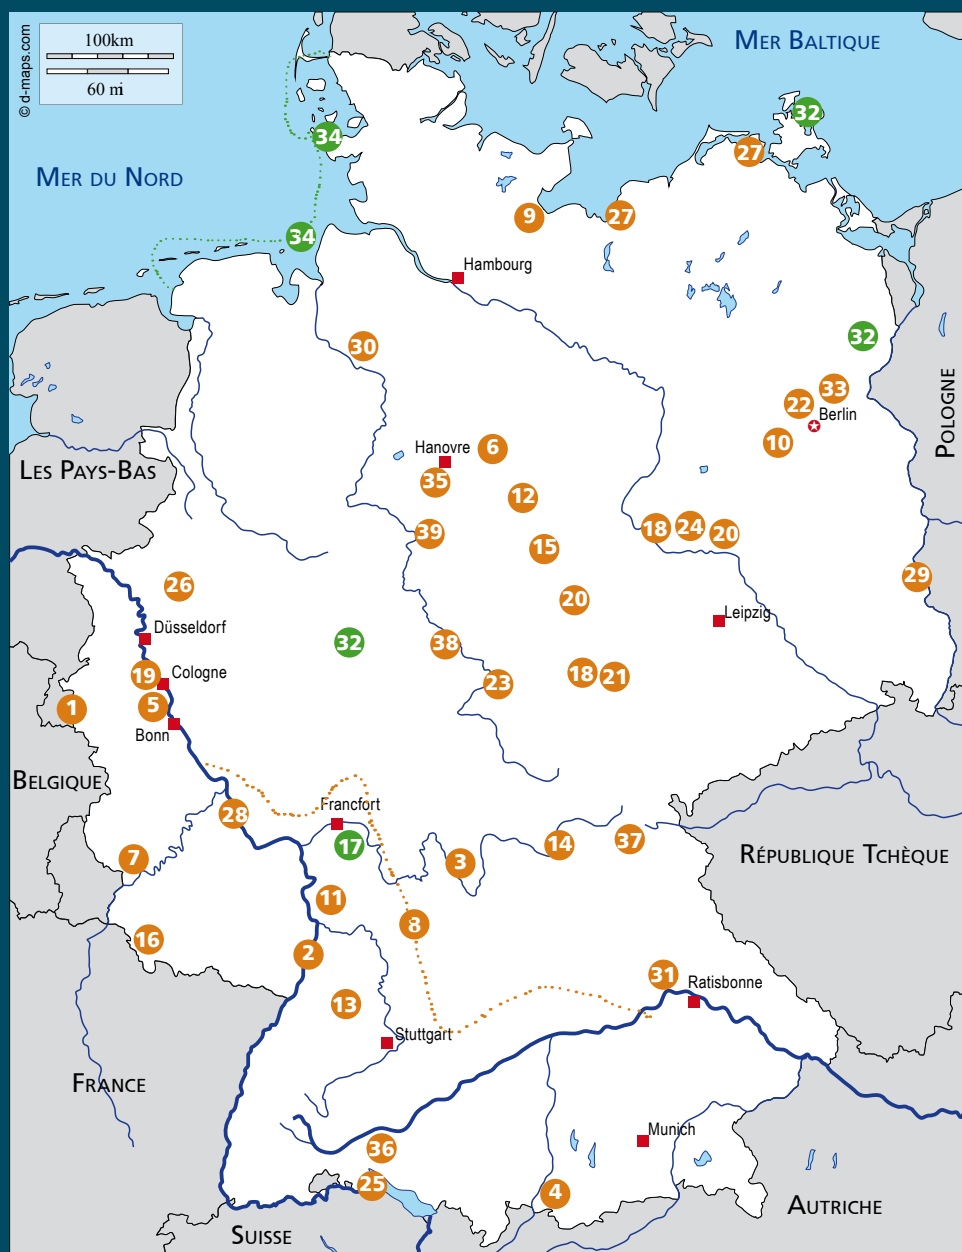 © d-maps.com
100km
60 mi
MER BALTIQUE
32
34
27
MER DU NORD
9
27
34
Hambourg
32
30
33
POLOGNE
22
Berlin
10
Hanovre
6
LES PAYS-BAS
35
12
18
24
20
39
15
29
26
20
Düsseldorf
32
38
Leipzig
19
Cologne
23
18
21
1
5
Bonn
BELGIQUE
28
Francfort
17
14
37
7
3
RÉPUBLIQUE TCHÈQUE
11
8
16
2
31
Ratisbonne
13
Stuttgart
FRANCE
Munich
36
25
4
AUTRICHE
SUISSE